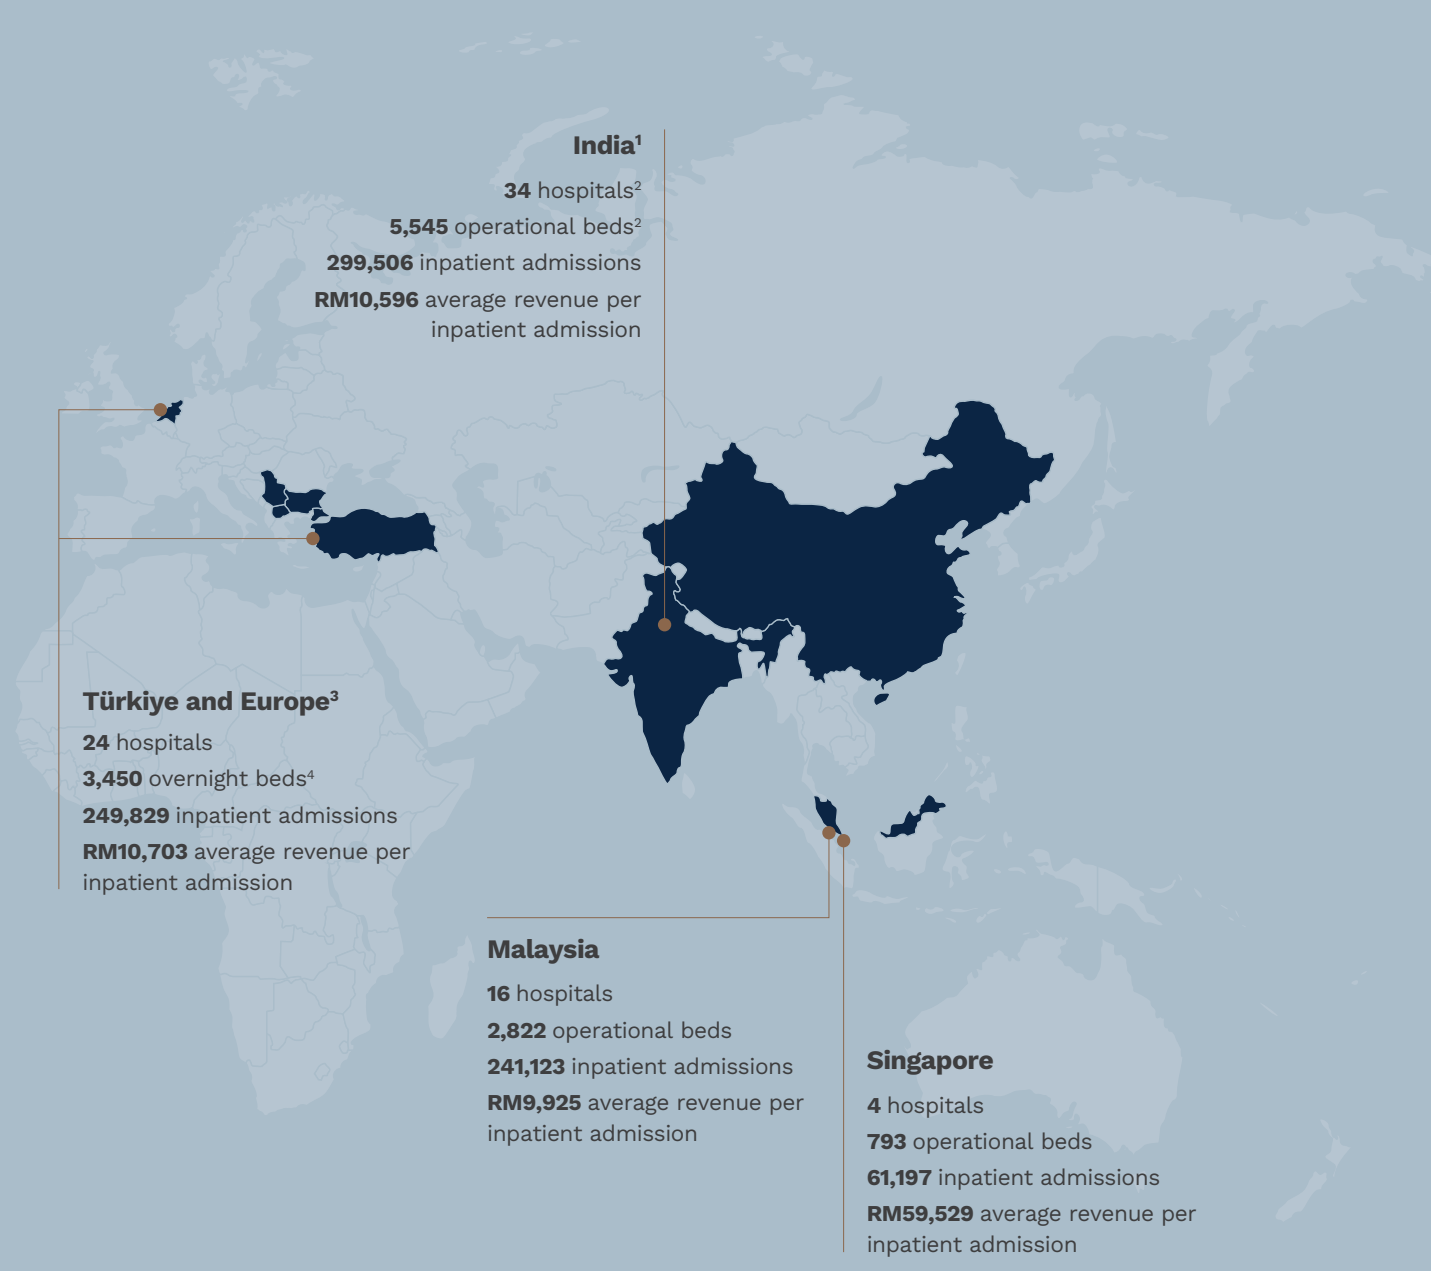 India¹
34 hospitals²
5,545 operational beds²
299,506 inpatient admissions
RM10,596 average revenue per
inpatient admission
Türkiye and Europe³
24 hospitals
3,450 overnight beds⁴
249,829 inpatient admissions
RM10,703 average revenue per
inpatient admission
Malaysia
16 hospitals
2,822 operational beds
241,123 inpatient admissions
RM9,925 average revenue per
inpatient admission
Singapore
4 hospitals
793 operational beds
61,197 inpatient admissions
RM59,529 average revenue per
inpatient admission